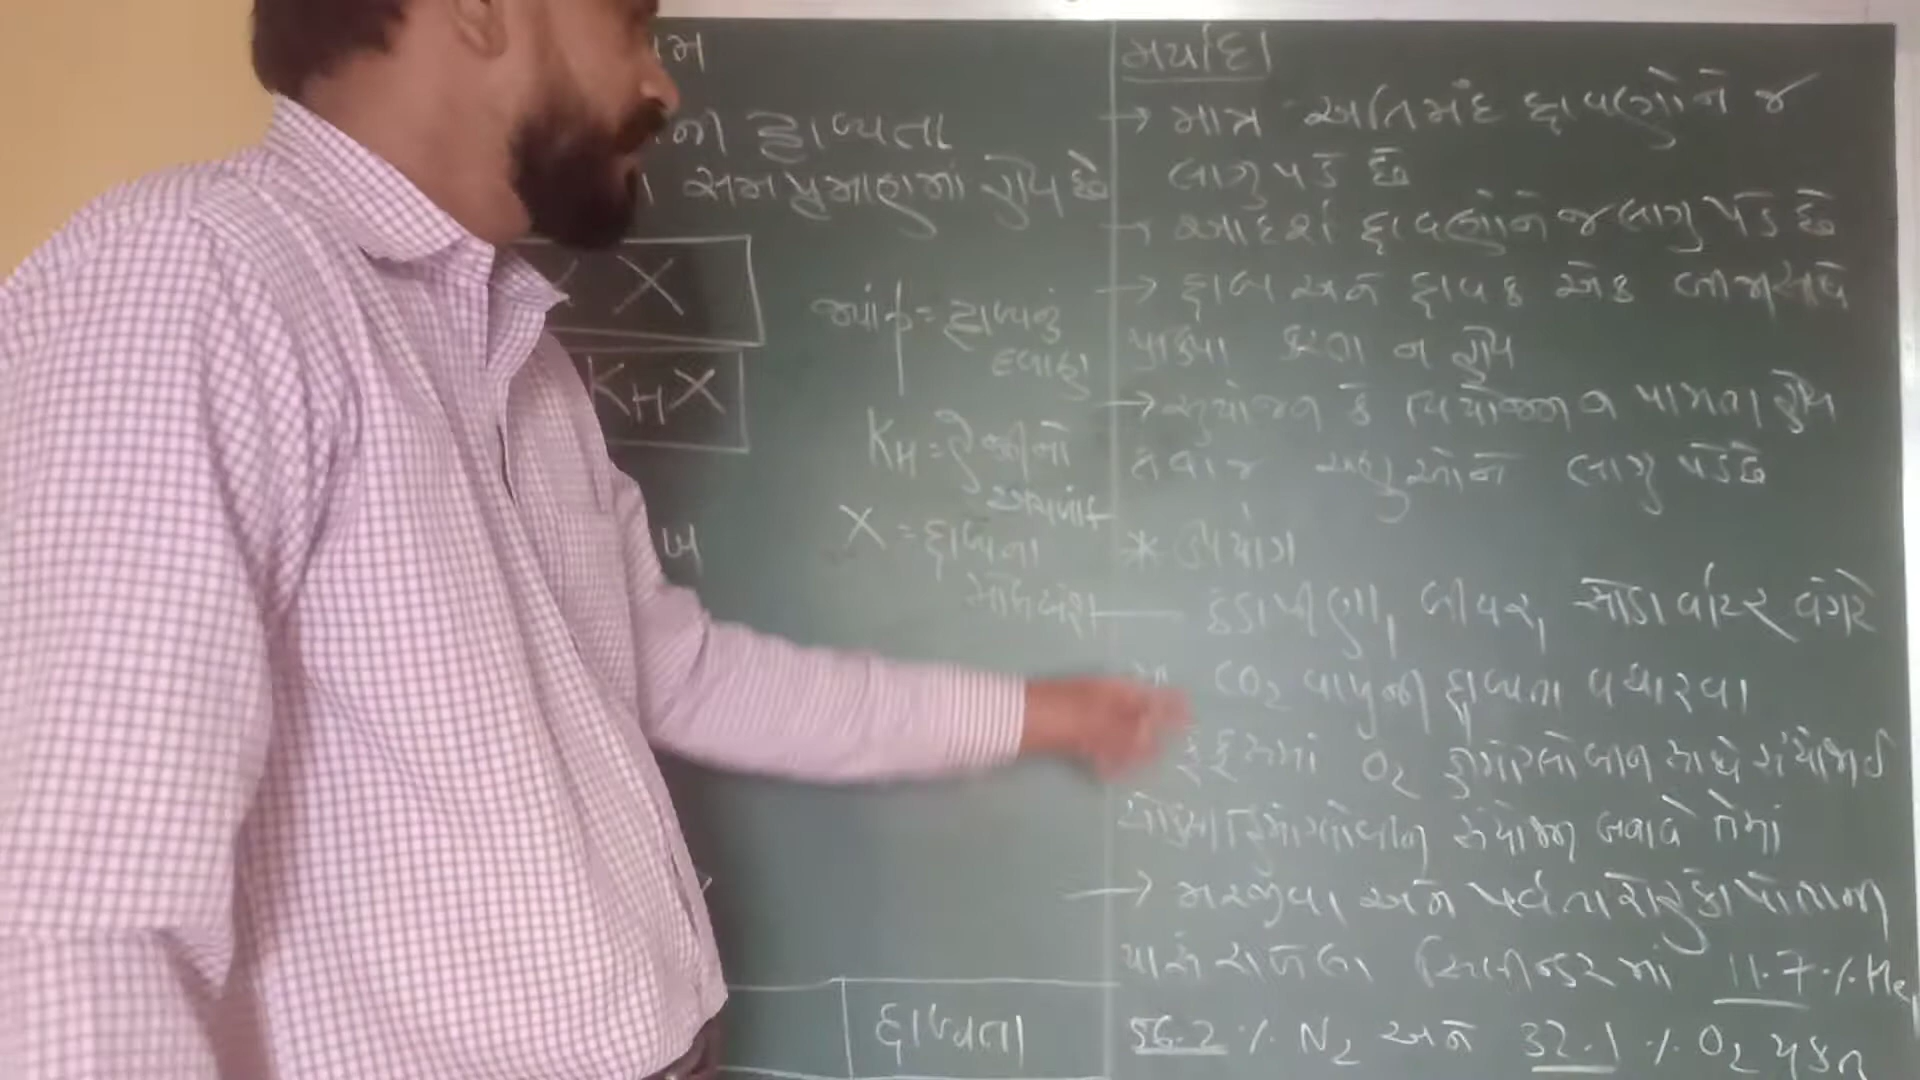 દ્રાવ્યતા
સમપ્રમાણમાં હોય છે
X
KHX
જ્યાં p = દ્રાવ્યનું
દબાણ
KH = હેન્રીનો
અચળાંક
X = દ્રાવ્યના
મોલઅંશ
દ્રાવ્યતા
મર્યાદા
→ માત્ર અતિમંદ દ્રાવણોને જ
લાગુ પડે છે
→ આદર્શ દ્રાવણોને જ લાગુ પડે છે
→ દ્રાવ્ય અને દ્રાવક એક બીજા સાથે
પ્રક્રિયા કરતા ન હોય
→ સુયોજન કે વિયોજન ન પામતા હોય
તેવા જ અણુઓને લાગુ પડે છે
* ઉપયોગ
ઠંડા પીણા, બીયર, સોડા વોટર વગેરે
CO2 વાયુની દ્રાવ્યતા વધારવા
ફેફસામાં O2 હીમોગ્લોબીન સાથે સંયોજાઈ
ઓક્સિહીમોગ્લોબીન સંયોજન બનાવે તેમાં
→ મરજીવા અને પર્વતારોહકો પોતાની
પાસે રાખેલા સિલીન્ડરમાં 11.7 % He,
56.2 % N2 અને 32.1 % O2 યુક્ત